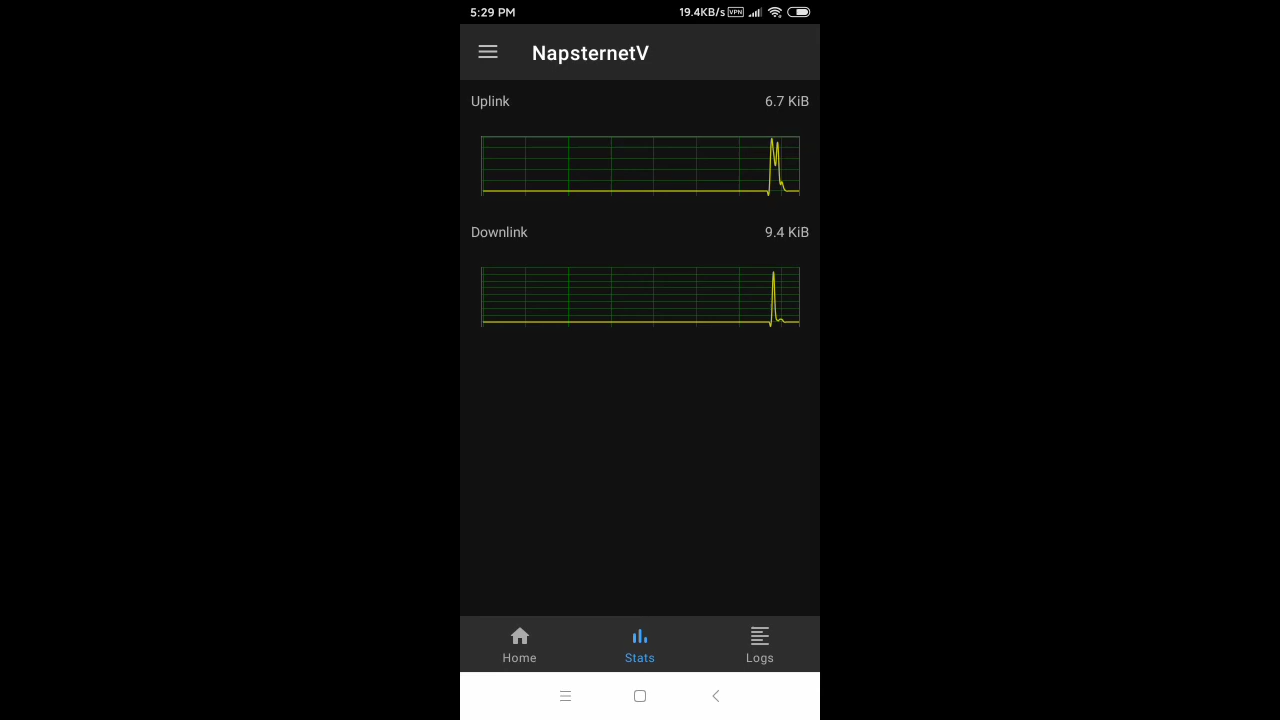 5:29 PM 19.4KB/s VPN
NapsternetV
Uplink 6.7 KiB
Downlink 9.4 KiB
Home Stats Logs